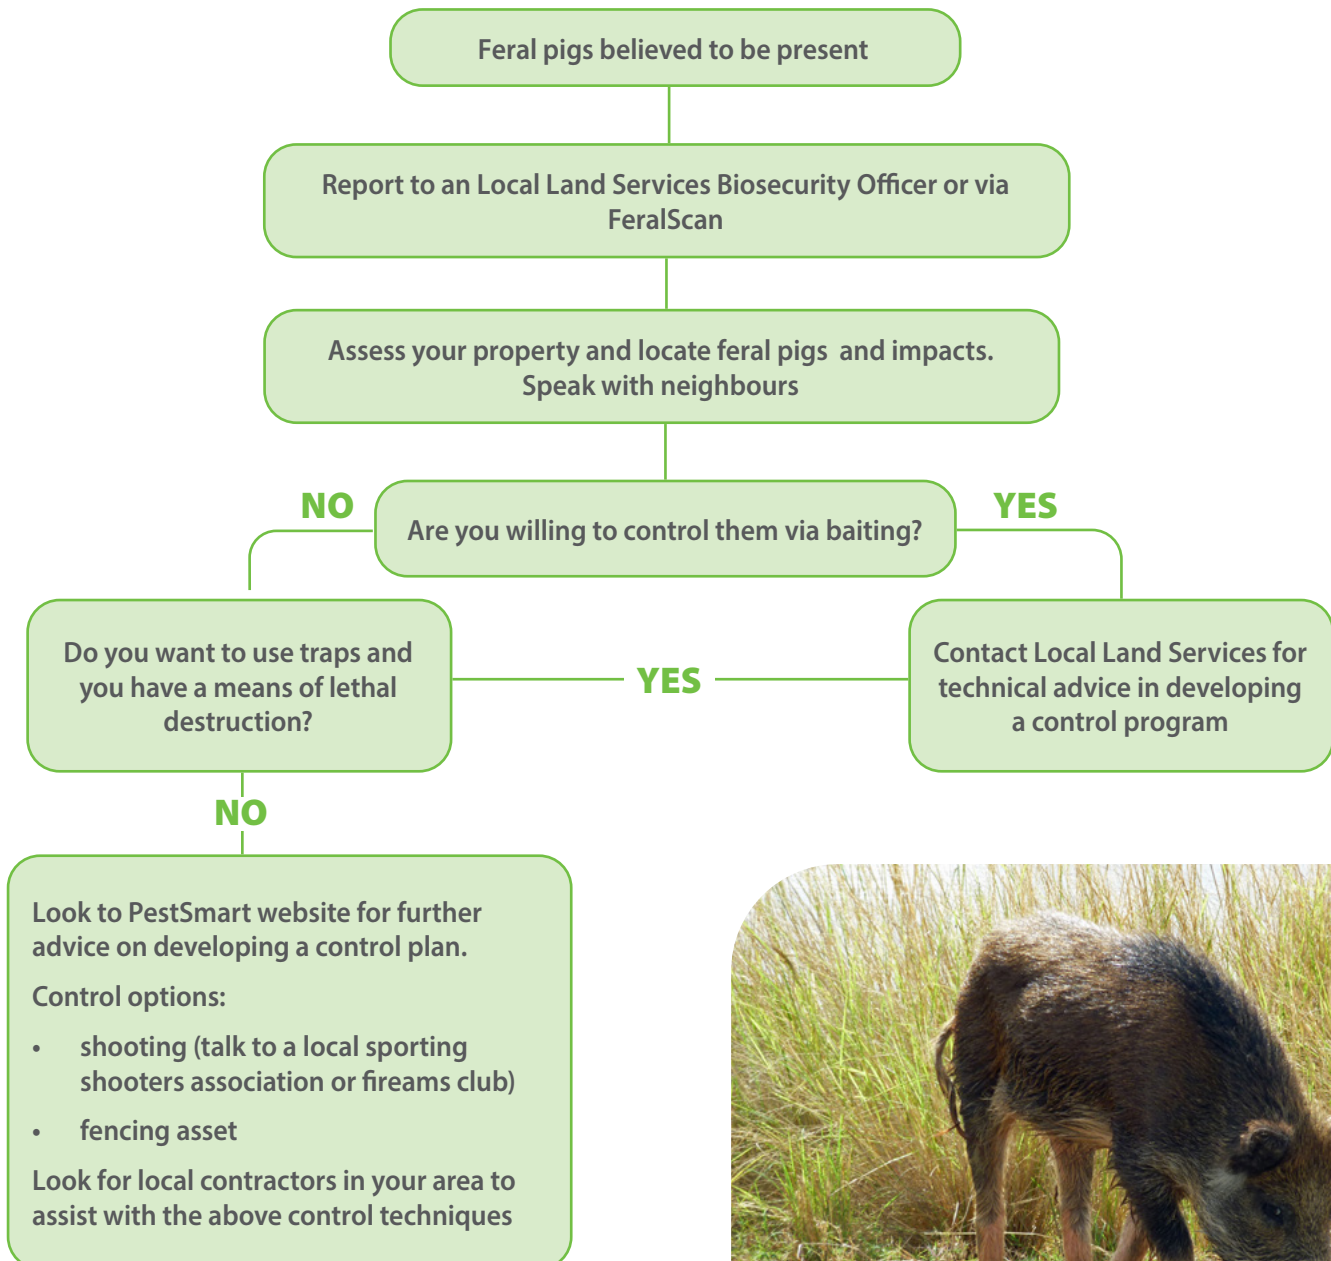 Feral pigs believed to be present
Report to an Local Land Services Biosecurity Officer or via
FeralScan
Assess your property and locate feral pigs and impacts.
Speak with neighbours
NO
YES
Are you willing to control them via baiting?
Do you want to use traps and
you have a means of lethal
destruction?
YES
Contact Local Land Services for
technical advice in developing
a control program
NO
Look to PestSmart website for further
advice on developing a control plan.
Control options:
• shooting (talk to a local sporting
shooters association or fireams club)
• fencing asset
Look for local contractors in your area to
assist with the above control techniques